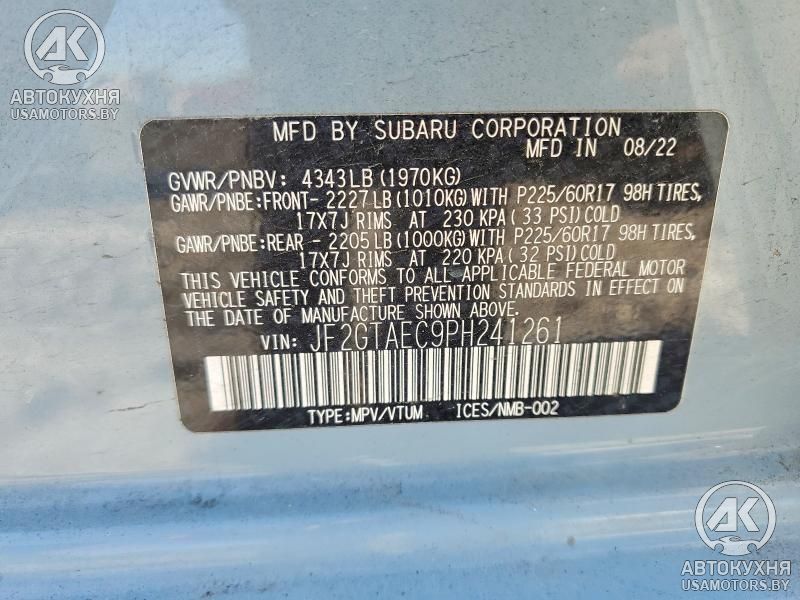 AK
АВТОКУХНЯ
USAMOTORS.BY
MFD BY SUBARU CORPORATION
MFD IN 08/22
GVWR/PNBV: 4343LB (1970KG)
GAWR/PNBE:FRONT- 2227LB (1010KG)WITH P225/60R17 98H TIRES,
17X7J RIMS AT 230 KPA(33 PSI)COLD
GAWR/PNBE:REAR - 2205LB(1000KG)WITH P225/60R17 98H TIRES,
17X7J RIMS AT 220 KPA(32 PSI)COLD
THIS VEHICLE CONFORMS TO ALL APPLICABLE FEDERAL MOTOR
VEHICLE SAFETY AND THEFT PREVENTION STANDARDS IN EFFECT ON
THE DATE OF MANUFACTURE SHOWN ABOVE.
VIN: JF2GTAEC9PH241261
TYPE:MPV/VTUM ICES/NMB-002
AK
АВТОКУХНЯ
USAMOTORS.BY